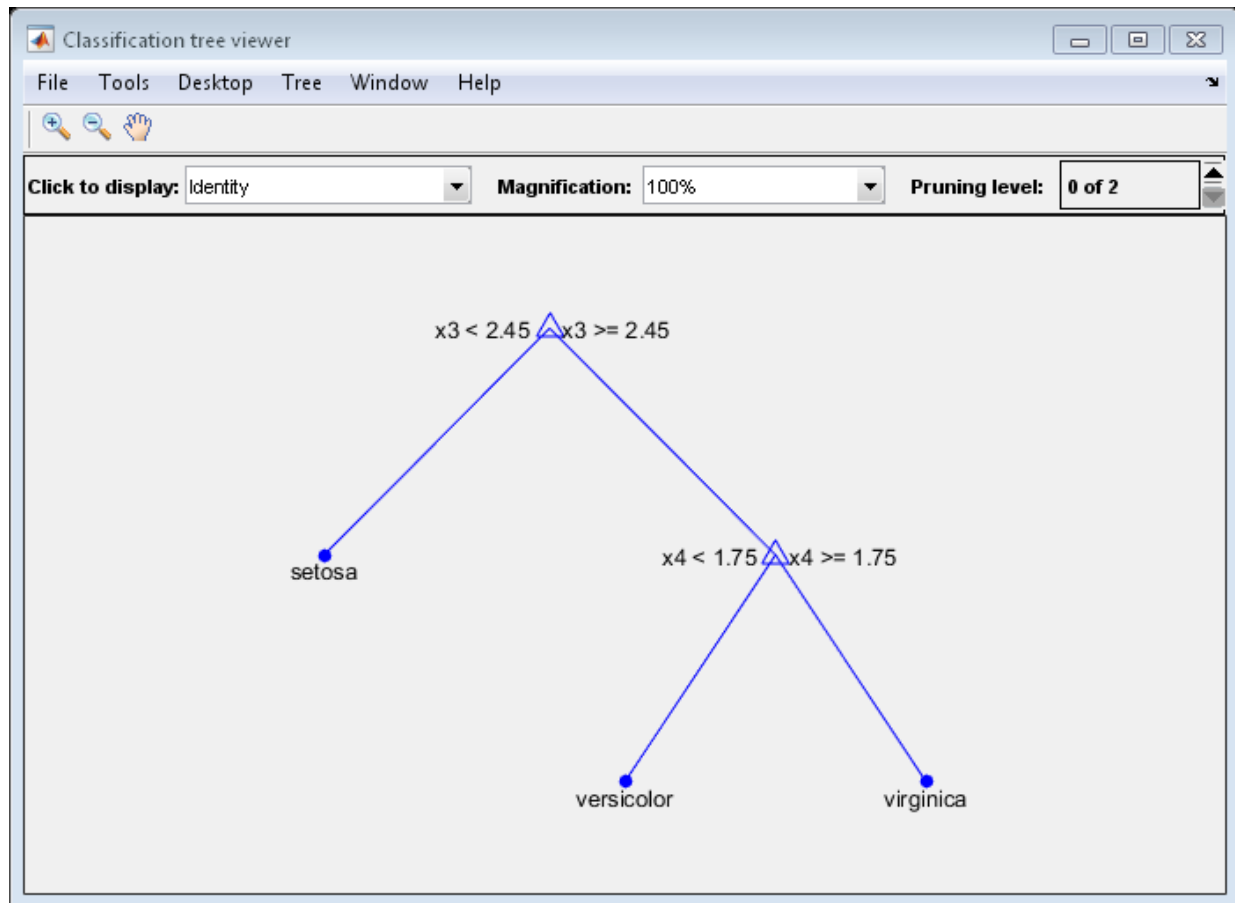 Classification tree viewer
File Tools Desktop Tree Window Help
Click to display: Identity Magnification: 100% Pruning level: 0 of 2
x3 < 2.45 x3 >= 2.45
setosa
x4 < 1.75 x4 >= 1.75
versicolor
virginica